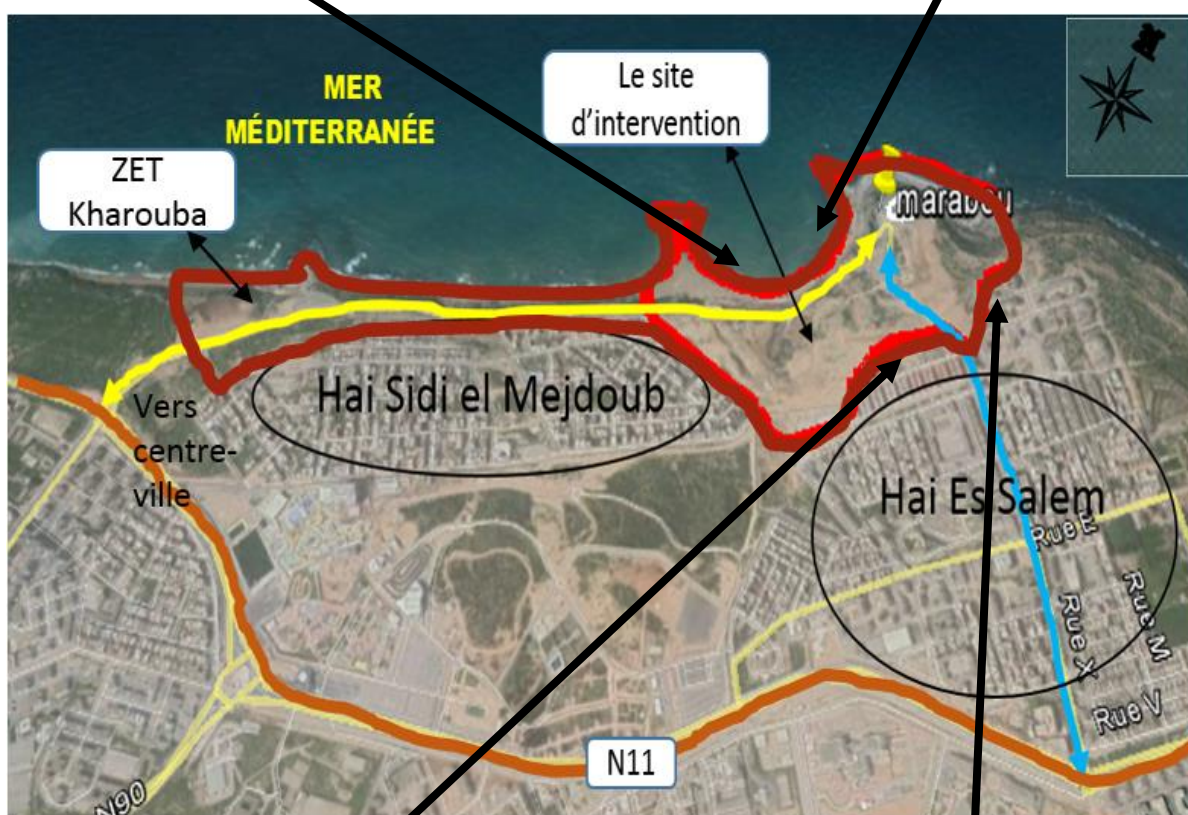 MER
MÉDITERRANÉE
Le site
d'intervention
ZET
Kharouba
marabou
Hai Sidi el Mejdoub
Vers
centre-
ville
Hai Es Salem
Rue E
Rue M
Rue X
Rue V
N11
N90